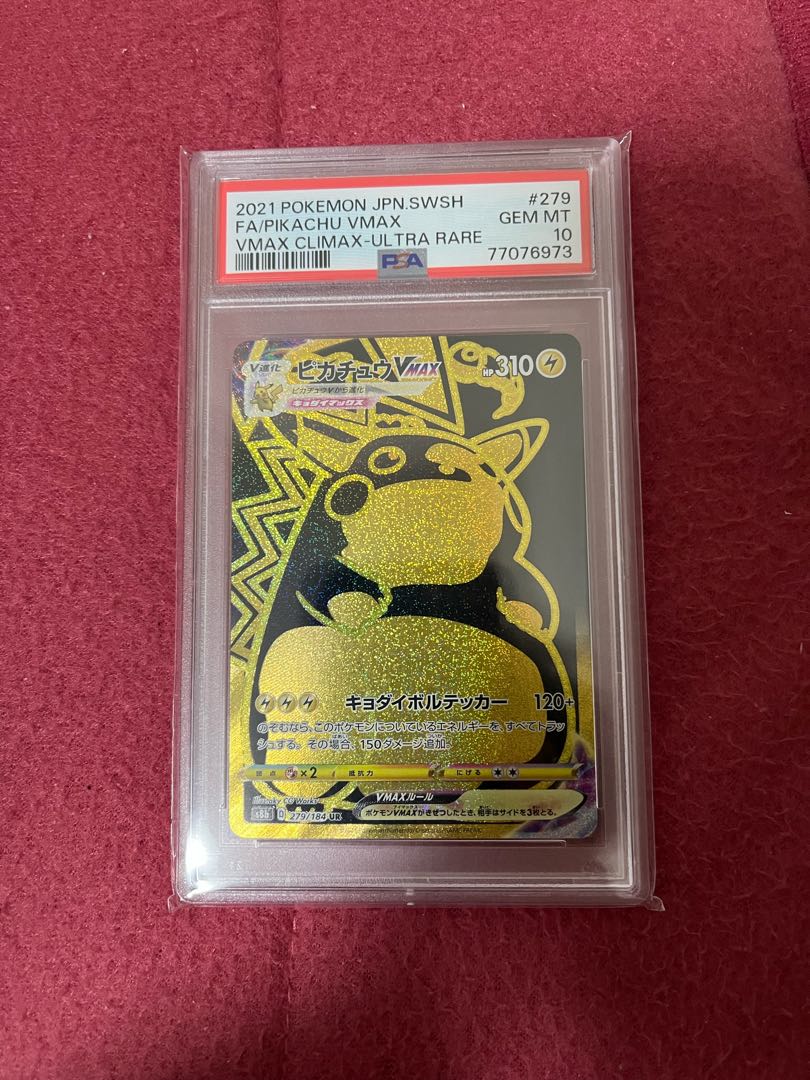 2021 POKEMON JPN.SWSH #279
FA/PIKACHU VMAX GEM MT
VMAX CLIMAX-ULTRA RARE 10
PSA 77076973
V進化 ピカチュウVMAX HP310
ピカチュウVから進化
キョダイマックス
キョダイボルテッカー 120+
のぞむなら、このポケモンについているエネルギーを、すべてトラッ
シュする。その場合、150ダメージ追加。
弱点 ×2 抵抗力 にげる
VMAXルール
ポケモンVMAXがきぜつしたとき、相手はサイドを3枚とる。
s8b D 279/184 UR